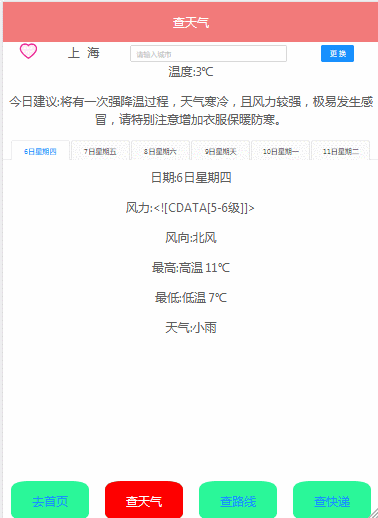 查天气
上 海
请输入城市
更 换
温度:3℃
今日建议:将有一次强降温过程，天气寒冷，且风力较强，极易发生感
冒，请特别注意增加衣服保暖防寒。
6日星期四 7日星期五 8日星期六 9日星期天 10日星期一 11日星期二
日期:6日星期四
风力:<![CDATA[5-6级]]>
风向:北风
最高:高温 11℃
最低:低温 7℃
天气:小雨
去首页 查天气 查路线 查快递